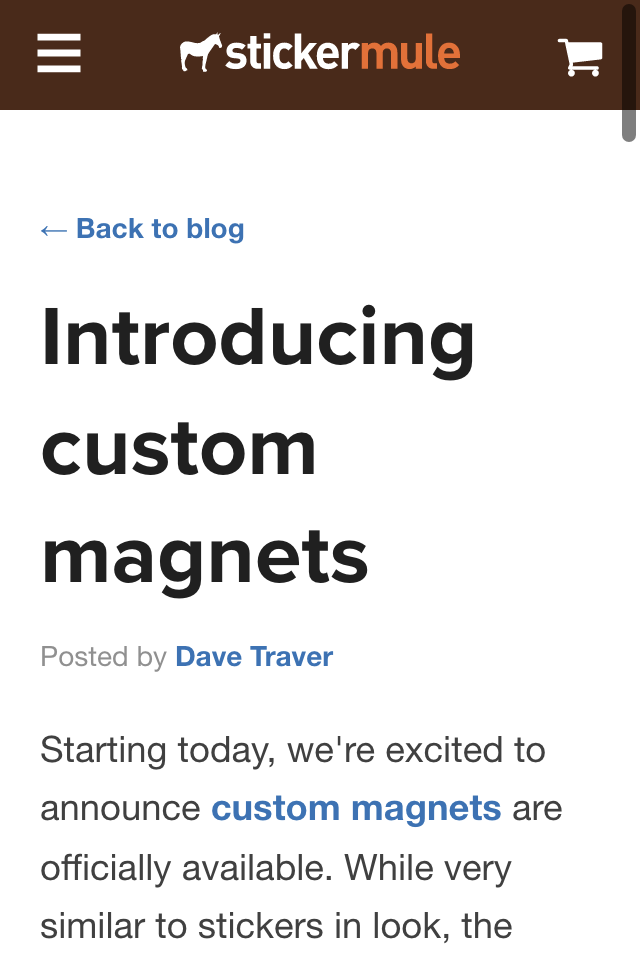 stickermule
← Back to blog
Introducing
custom
magnets
Posted by Dave Traver
Starting today, we're excited to
announce custom magnets are
officially available. While very
similar to stickers in look, the